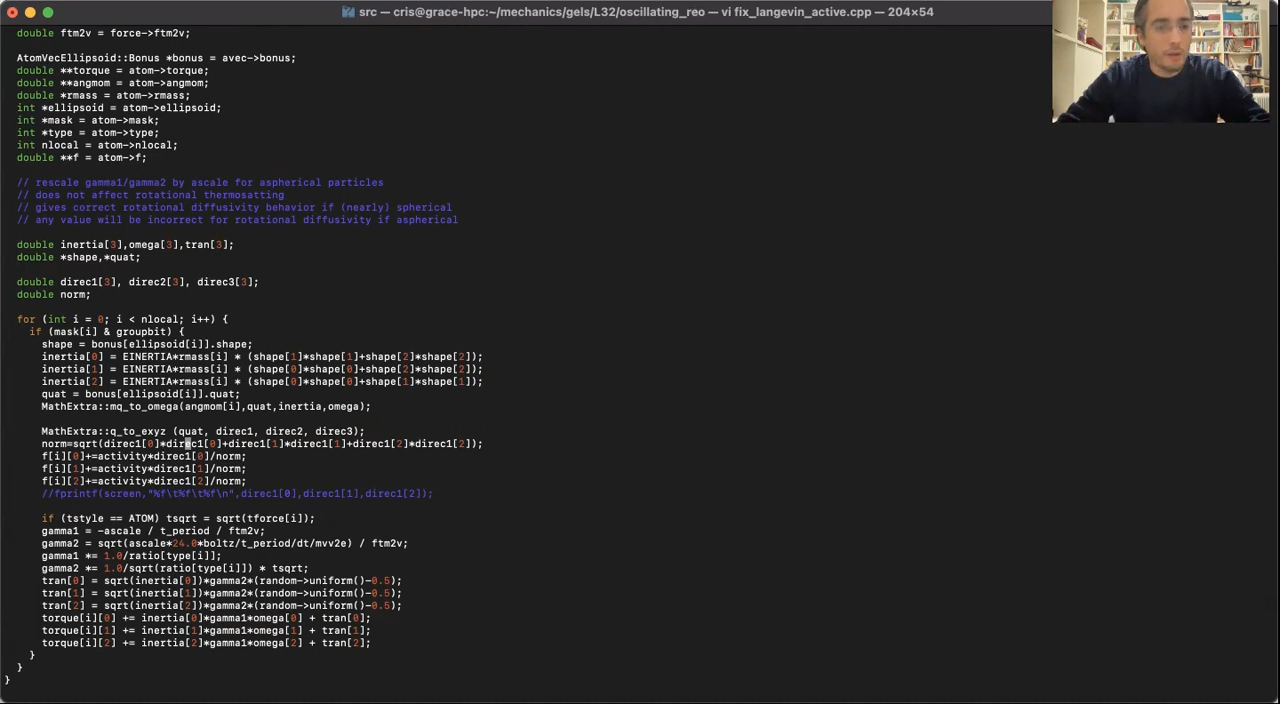 src — cris@grace-hpc:~/mechanics/gels/L32/oscillating_reo — vi fix_langevin_active.cpp — 204×54
double ftm2v = force->ftm2v;
AtomVecEllipsoid::Bonus *bonus = avec->bonus;
double **torque = atom->torque;
double **angmom = atom->angmom;
double *rmass = atom->rmass;
int *ellipsoid = atom->ellipsoid;
int *mask = atom->mask;
int *type = atom->type;
int nlocal = atom->nlocal;
double **f = atom->f;
// rescale gamma1/gamma2 by ascale for aspherical particles
// does not affect rotational thermosatting
// gives correct rotational diffusivity behavior if (nearly) spherical
// any value will be incorrect for rotational diffusivity if aspherical
double inertia[3],omega[3],tran[3];
double *shape,*quat;
double direc1[3], direc2[3], direc3[3];
double norm;
for (int i = 0; i < nlocal; i++) {
if (mask[i] & groupbit) {
shape = bonus[ellipsoid[i]].shape;
inertia[0] = EINERTIA*rmass[i] * (shape[1]*shape[1]+shape[2]*shape[2]);
inertia[1] = EINERTIA*rmass[i] * (shape[0]*shape[0]+shape[2]*shape[2]);
inertia[2] = EINERTIA*rmass[i] * (shape[0]*shape[0]+shape[1]*shape[1]);
quat = bonus[ellipsoid[i]].quat;
MathExtra::mq_to_omega(angmom[i],quat,inertia,omega);
MathExtra::q_to_exyz (quat, direc1, direc2, direc3);
norm=sqrt(direc1[0]*direc1[0]+direc1[1]*direc1[1]+direc1[2]*direc1[2]);
f[i][0]+=activity*direc1[0]/norm;
f[i][1]+=activity*direc1[1]/norm;
f[i][2]+=activity*direc1[2]/norm;
//fprintf(screen,"%f\t%f\t%f\n",direc1[0],direc1[1],direc1[2]);
if (tstyle == ATOM) tsqrt = sqrt(tforce[i]);
gamma1 = -ascale / t_period / ftm2v;
gamma2 = sqrt(ascale*24.0*boltz/t_period/dt/mvv2e) / ftm2v;
gamma1 *= 1.0/ratio[type[i]];
gamma2 *= 1.0/sqrt(ratio[type[i]]) * tsqrt;
tran[0] = sqrt(inertia[0])*gamma2*(random->uniform()-0.5);
tran[1] = sqrt(inertia[1])*gamma2*(random->uniform()-0.5);
tran[2] = sqrt(inertia[2])*gamma2*(random->uniform()-0.5);
torque[i][0] += inertia[0]*gamma1*omega[0] + tran[0];
torque[i][1] += inertia[1]*gamma1*omega[1] + tran[1];
torque[i][2] += inertia[2]*gamma1*omega[2] + tran[2];
}
}
}